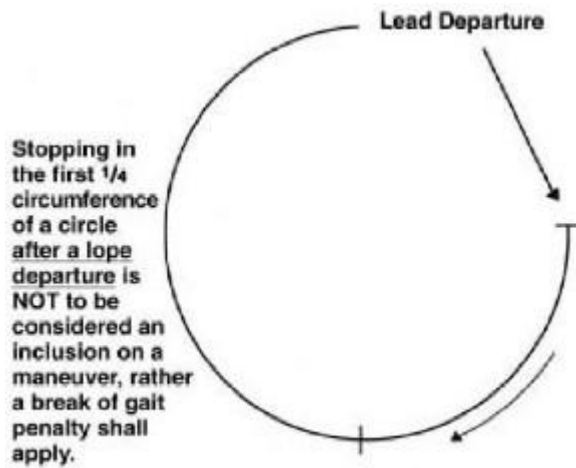 Lead Departure
Stopping in
the first 1/4
circumference
of a circle
after a lope
departure is
NOT to be
considered an
inclusion on a
maneuver, rather
a break of gait
penalty shall
apply.